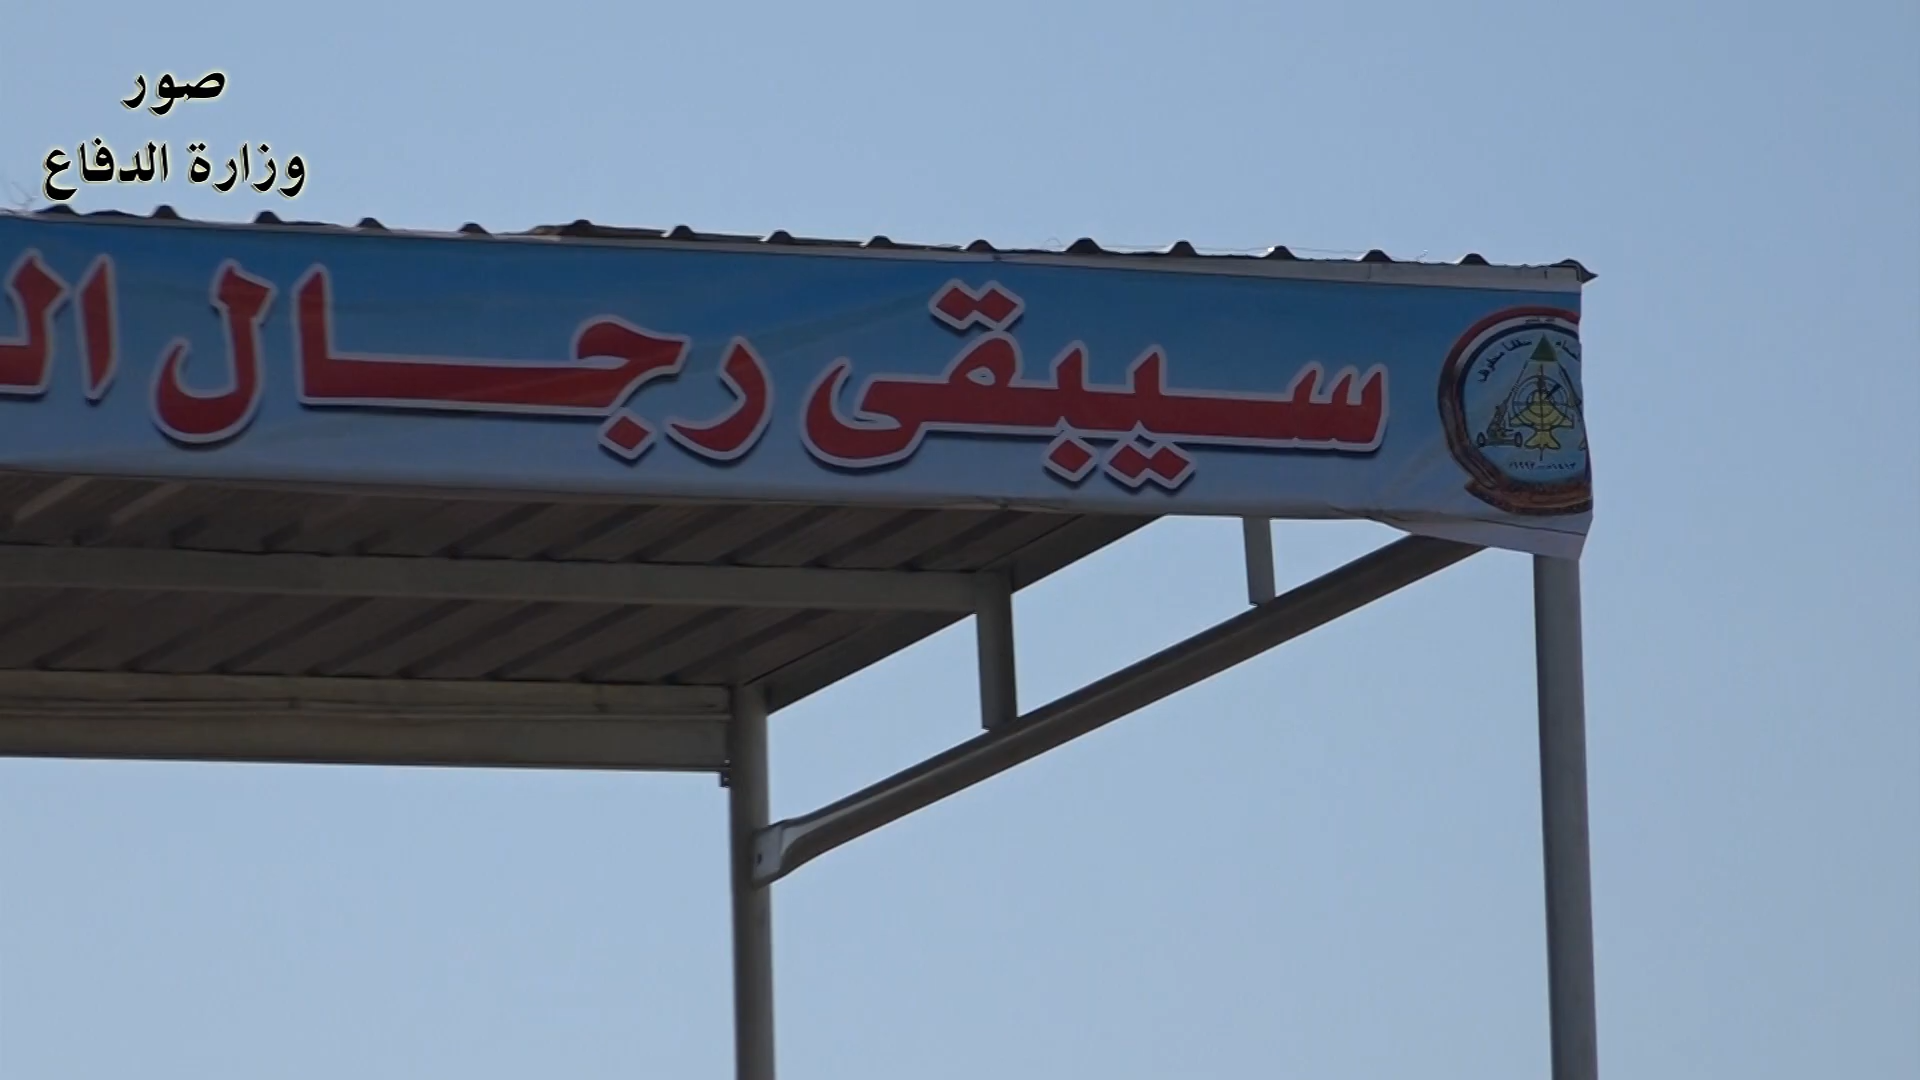 صور
وزارة الدفاع
سيبقى رجال